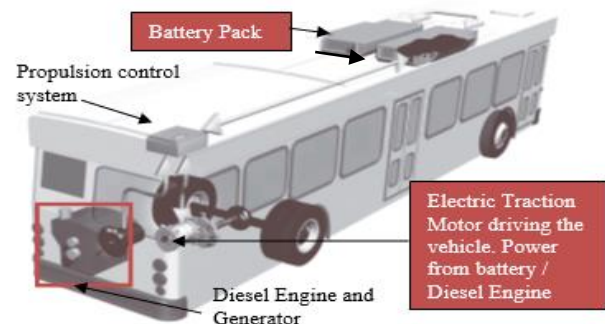 Battery Pack
Propulsion control
system
Electric Traction
Motor driving the
vehicle. Power
from battery /
Diesel Engine
Diesel Engine and
Generator